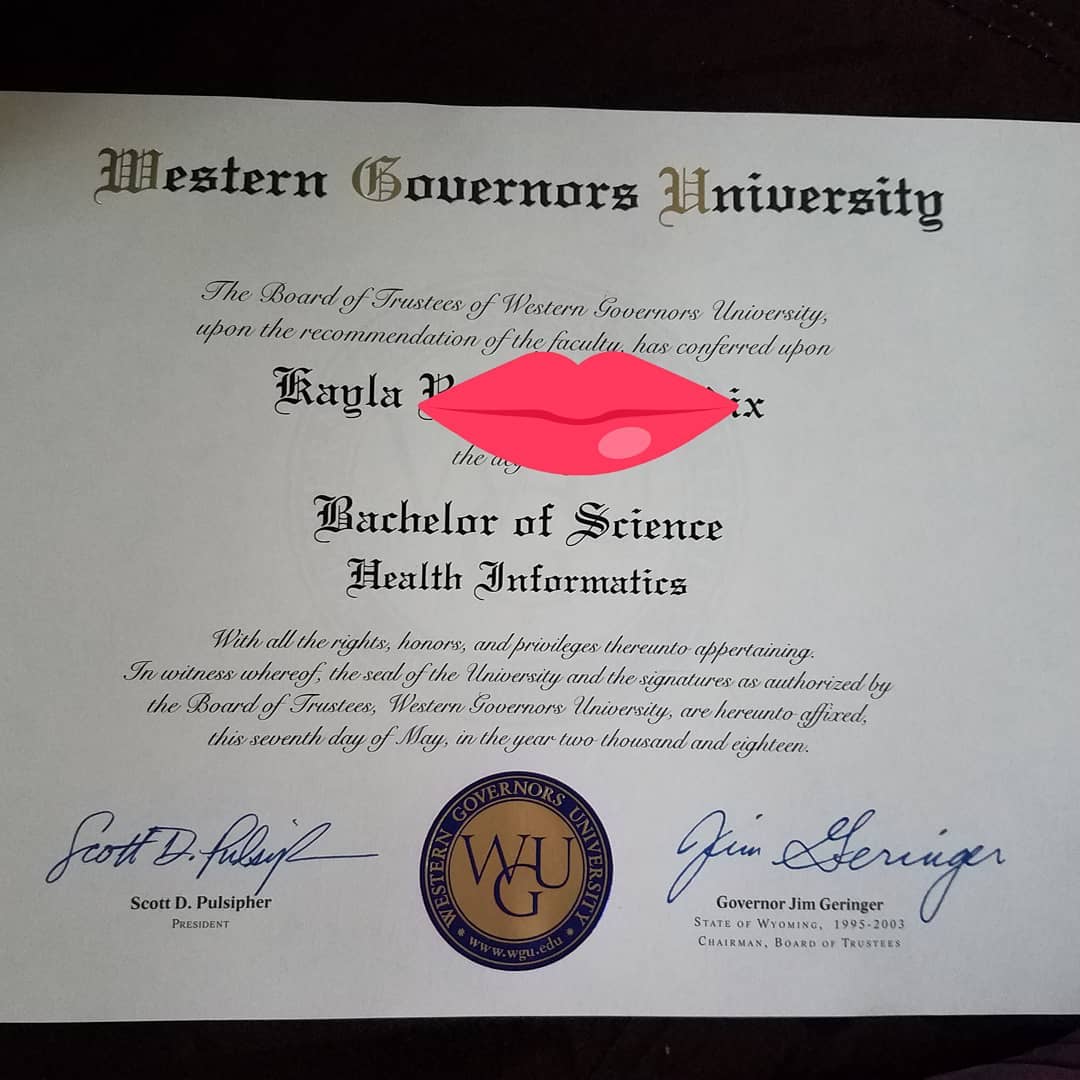 Western Governors University
The Board of Trustees of Western Governors University,
upon the recommendation of the faculty, has conferred upon
Kayla
the
Bachelor of Science
Health Informatics
With all the rights, honors, and privileges thereunto appertaining.
In witness whereof, the seal of the University and the signatures as authorized by
the Board of Trustees, Western Governors University, are hereunto affixed,
this seventh day of May, in the year two thousand and eighteen.
Scott D. Pulsipher
Jim Geringer
WESTERN GOVERNORS UNIVERSITY
WGU
www.wgu.edu
Scott D. Pulsipher
PRESIDENT
Governor Jim Geringer
STATE OF WYOMING, 1995-2003
CHAIRMAN, BOARD OF TRUSTEES